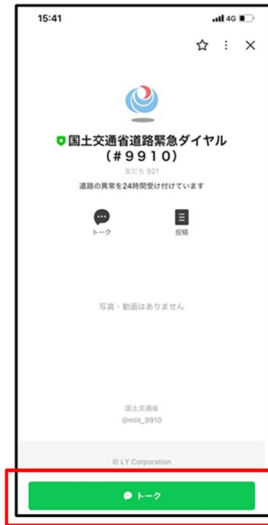 15:41
4G
国土交通省道路緊急ダイヤル
(#9910)
友だち 921
道路の異常を24時間受け付けています
トーク
投稿
写真・動画はありません
国土交通省
@mlit_9910
© LY Corporation
トーク